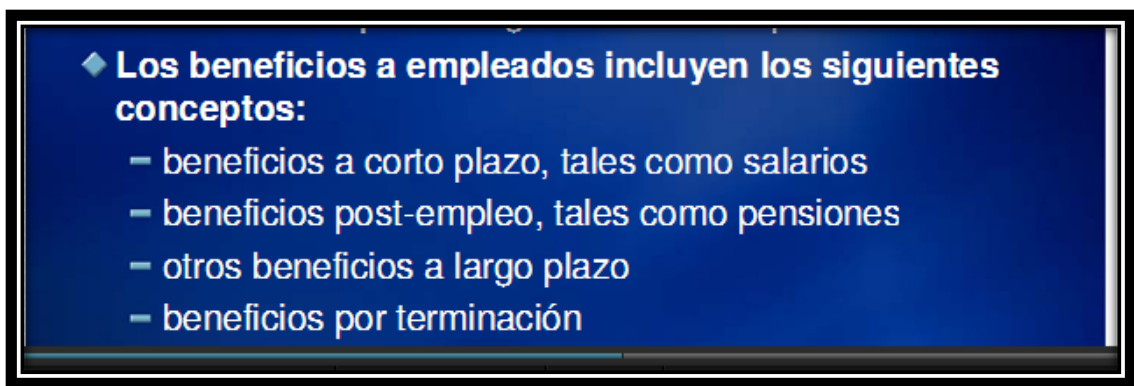 Los beneficios a empleados incluyen los siguientes
conceptos:
– beneficios a corto plazo, tales como salarios
– beneficios post-empleo, tales como pensiones
– otros beneficios a largo plazo
– beneficios por terminación